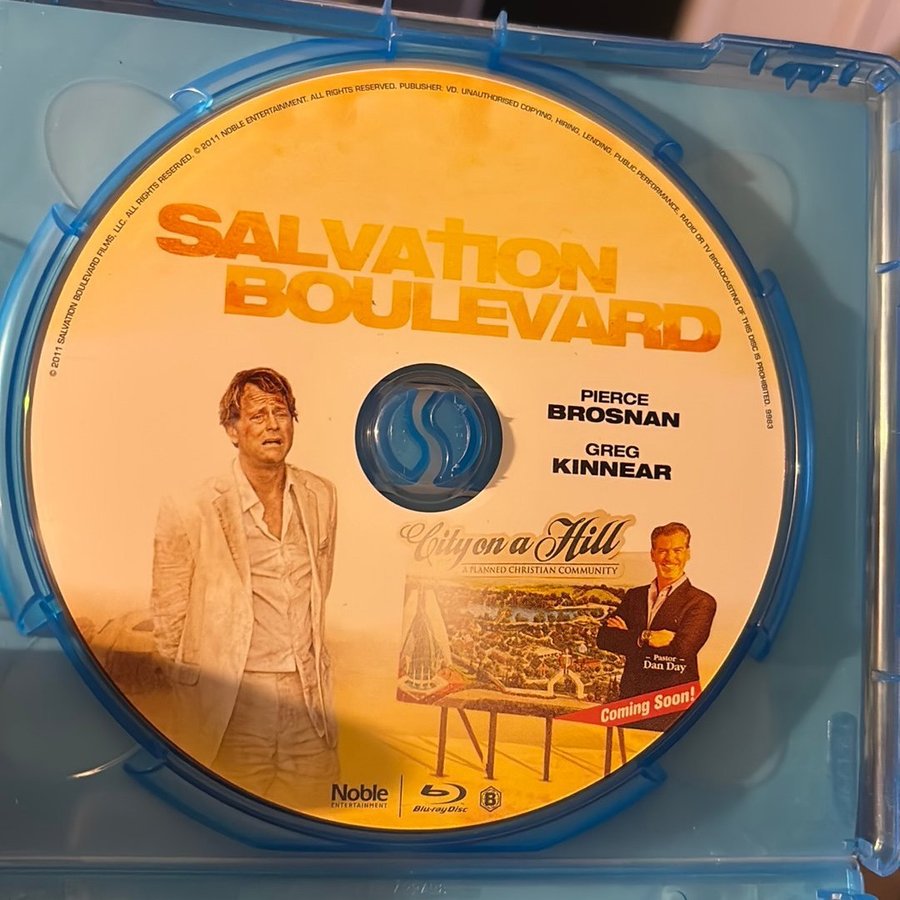 © 2011 SALVATION BOULEVARD FILMS, LLC. ALL RIGHTS RESERVED. © 2011 NOBLE ENTERTAINMENT. ALL RIGHTS RESERVED. PUBLISHER: VD. UNAUTHORISED COPYING, HIRING, LENDING, PUBLIC PERFORMANCE, RADIO OR TV BROADCASTING OF THIS DISC IS PROHIBITED. 9983
SALVATION
BOULEVARD
PIERCE
BROSNAN
GREG
KINNEAR
City on a Hill
A PLANNED CHRISTIAN COMMUNITY
– Pastor –
Dan Day
Coming Soon!
Noble
ENTERTAINMENT
Blu-ray Disc
B